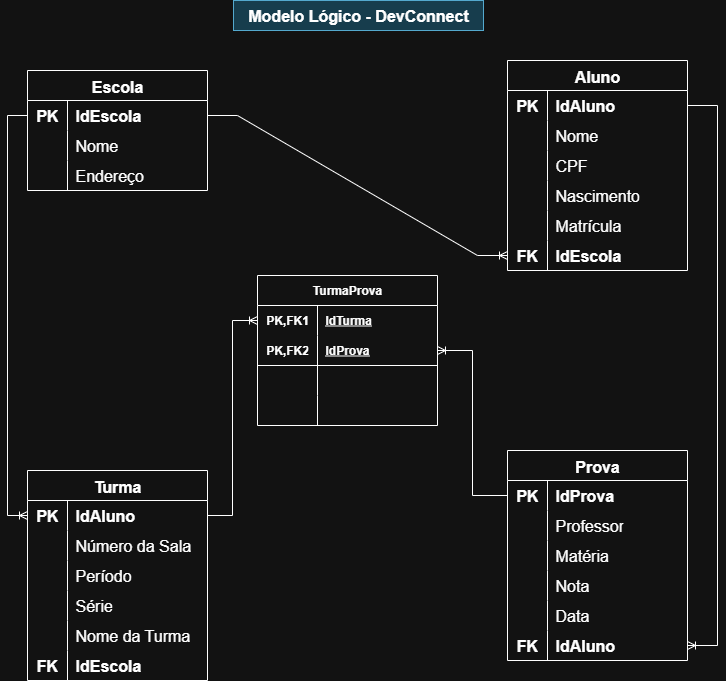 Modelo Lógico - DevConnect
Escola
PK IdEscola
Nome
Endereço
Aluno
PK IdAluno
Nome
CPF
Nascimento
Matrícula
FK IdEscola
TurmaProva
PK,FK1 IdTurma
PK,FK2 IdProva
Turma
PK IdAluno
Número da Sala
Período
Série
Nome da Turma
FK IdEscola
Prova
PK IdProva
Professor
Matéria
Nota
Data
FK IdAluno